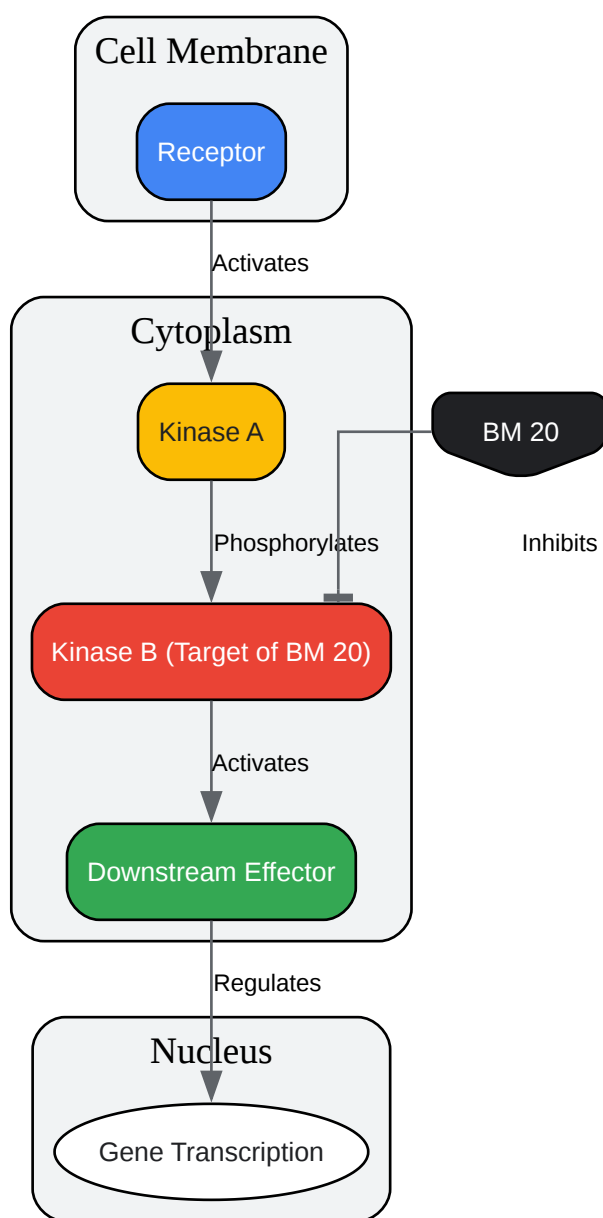 Cell Membrane
Receptor
Activates
Cytoplasm
Kinase A
BM 20
Phosphorylates
Inhibits
Kinase B (Target of BM 20)
Activates
Downstream Effector
Regulates
Nucleus
Gene Transcription